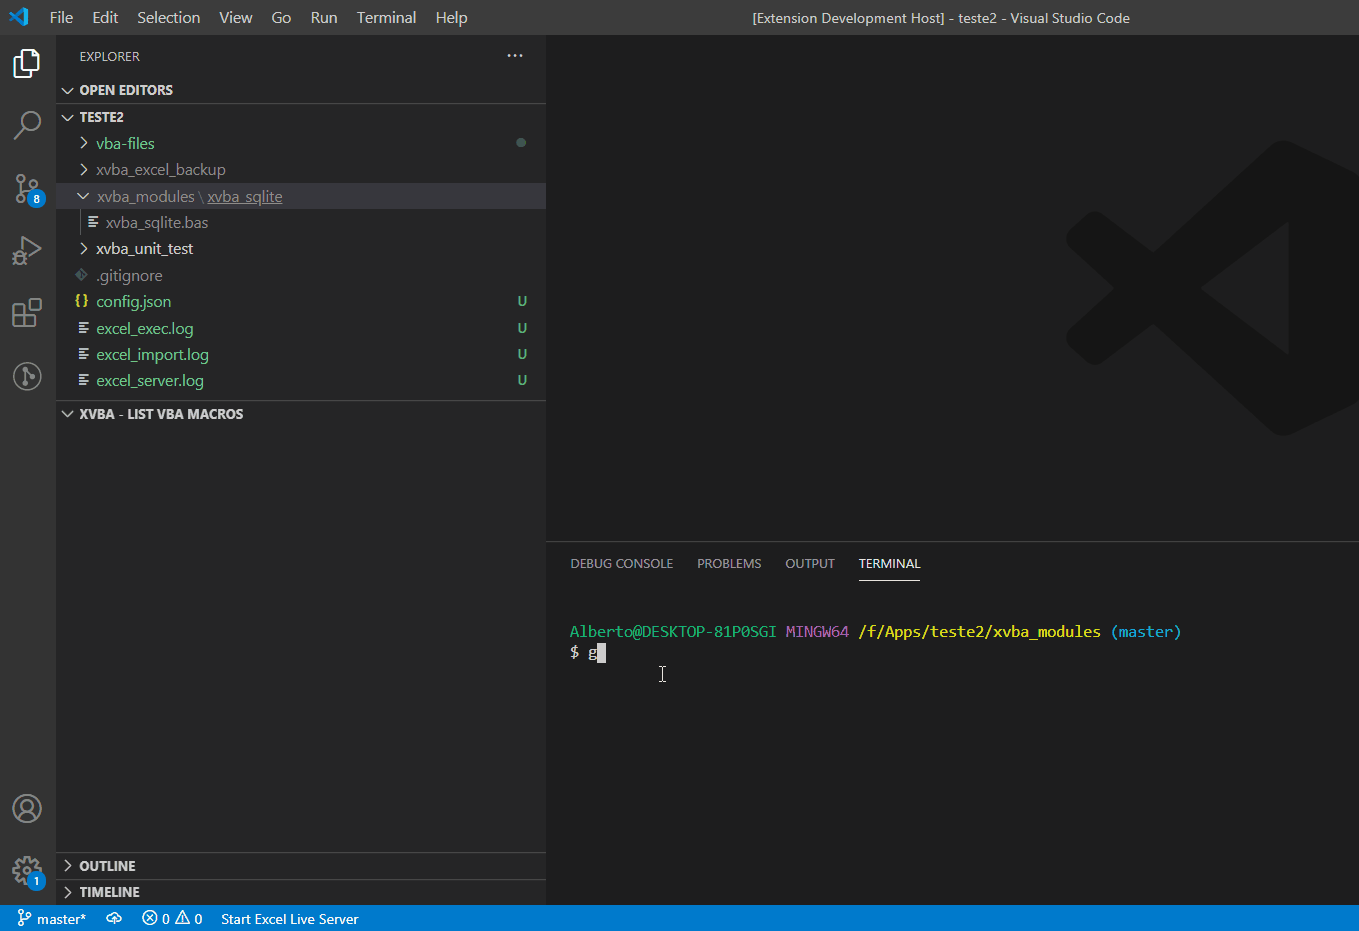 File Edit Selection View Go Run Terminal Help
[Extension Development Host] - teste2 - Visual Studio Code
EXPLORER
OPEN EDITORS
TESTE2
vba-files
xvba_excel_backup
xvba_modules \ xvba_sqlite
xvba_sqlite.bas
xvba_unit_test
.gitignore
{} config.json U
excel_exec.log U
excel_import.log U
excel_server.log U
XVBA - LIST VBA MACROS
OUTLINE
TIMELINE
8
1
DEBUG CONSOLE PROBLEMS OUTPUT TERMINAL
Alberto@DESKTOP-81P0SGI MINGW64 /f/Apps/teste2/xvba_modules (master)
$ g
master* 0 0 Start Excel Live Server